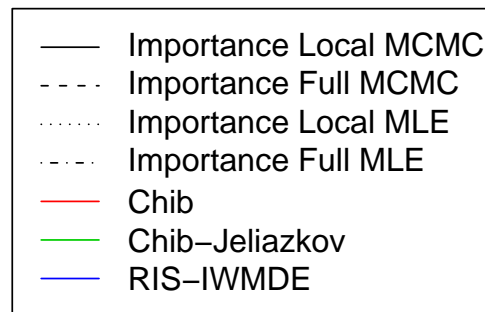 Importance Local MCMC
Importance Full MCMC
Importance Local MLE
Importance Full MLE
Chib
Chib−Jeliazkov
RIS−IWMDE